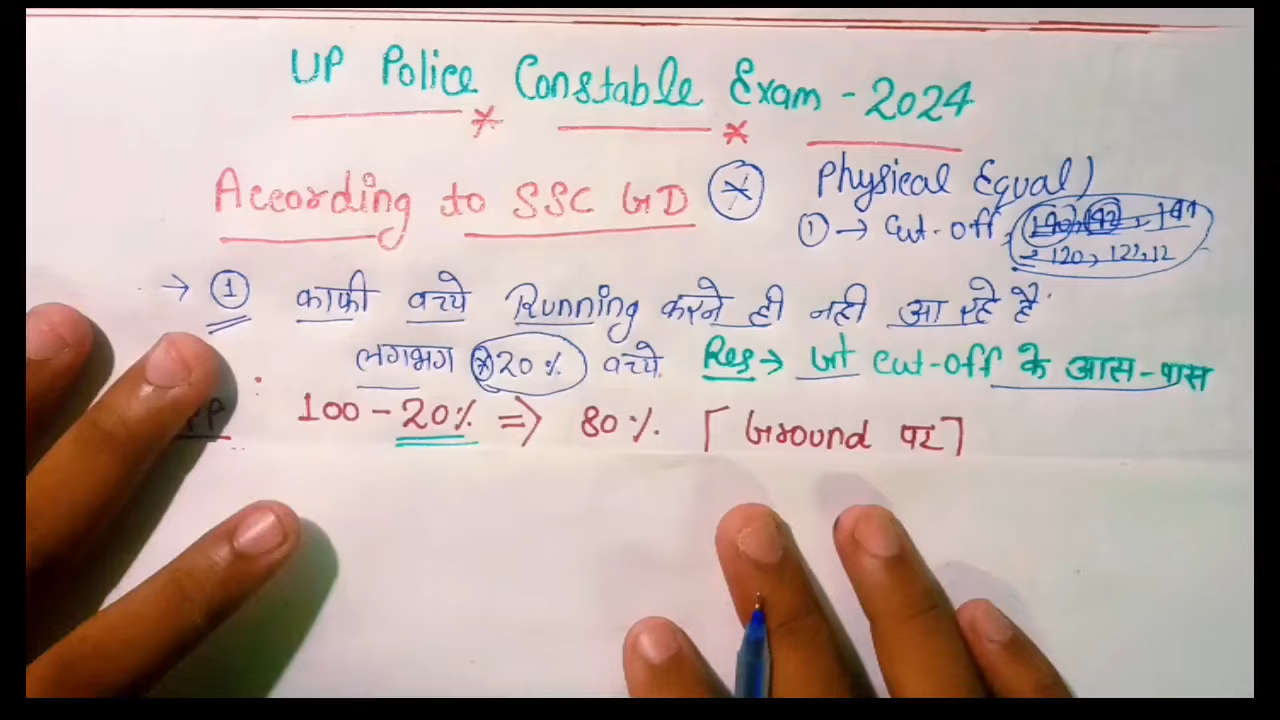 UP Police Constable Exam - 2024
According to SSC GD
Physical Equal)
① → Cut-off
= 120, 122, 12
→ ① काफी बच्चे Running करने ही नही आ रहे है
लगभग * 20 % बच्चे Res → Wt Cut-off के आस-पास
100 - 20% => 80 % [ Ground पर ]